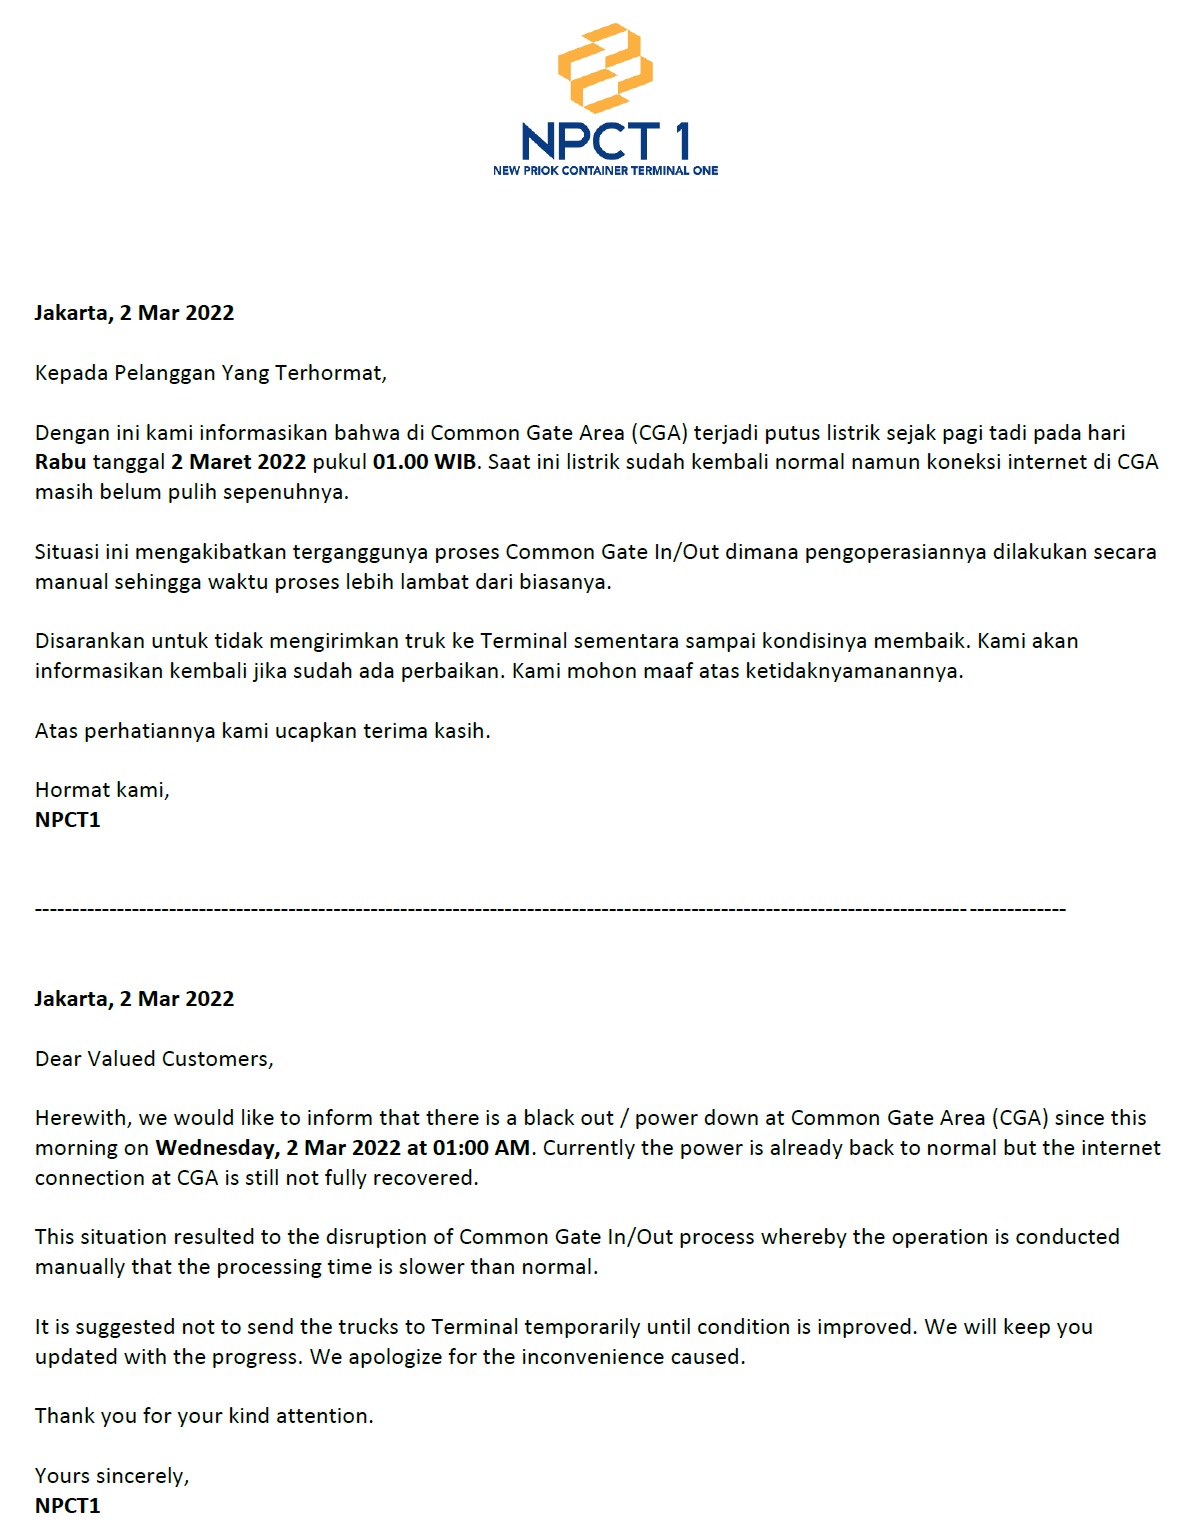 NPCT 1
NEW PRIOK CONTAINER TERMINAL ONE
Jakarta, 2 Mar 2022
Kepada Pelanggan Yang Terhormat,
Dengan ini kami informasikan bahwa di Common Gate Area (CGA) terjadi putus listrik sejak pagi tadi pada hari
Rabu tanggal 2 Maret 2022 pukul 01.00 WIB. Saat ini listrik sudah kembali normal namun koneksi internet di CGA
masih belum pulih sepenuhnya.
Situasi ini mengakibatkan terganggunya proses Common Gate In/Out dimana pengoperasiannya dilakukan secara
manual sehingga waktu proses lebih lambat dari biasanya.
Disarankan untuk tidak mengirimkan truk ke Terminal sementara sampai kondisinya membaik. Kami akan
informasikan kembali jika sudah ada perbaikan. Kami mohon maaf atas ketidaknyamanannya.
Atas perhatiannya kami ucapkan terima kasih.
Hormat kami,
NPCT1
------------------------------------------------------------------------------------------------------------------------------------------
Jakarta, 2 Mar 2022
Dear Valued Customers,
Herewith, we would like to inform that there is a black out / power down at Common Gate Area (CGA) since this
morning on Wednesday, 2 Mar 2022 at 01:00 AM. Currently the power is already back to normal but the internet
connection at CGA is still not fully recovered.
This situation resulted to the disruption of Common Gate In/Out process whereby the operation is conducted
manually that the processing time is slower than normal.
It is suggested not to send the trucks to Terminal temporarily until condition is improved. We will keep you
updated with the progress. We apologize for the inconvenience caused.
Thank you for your kind attention.
Yours sincerely,
NPCT1